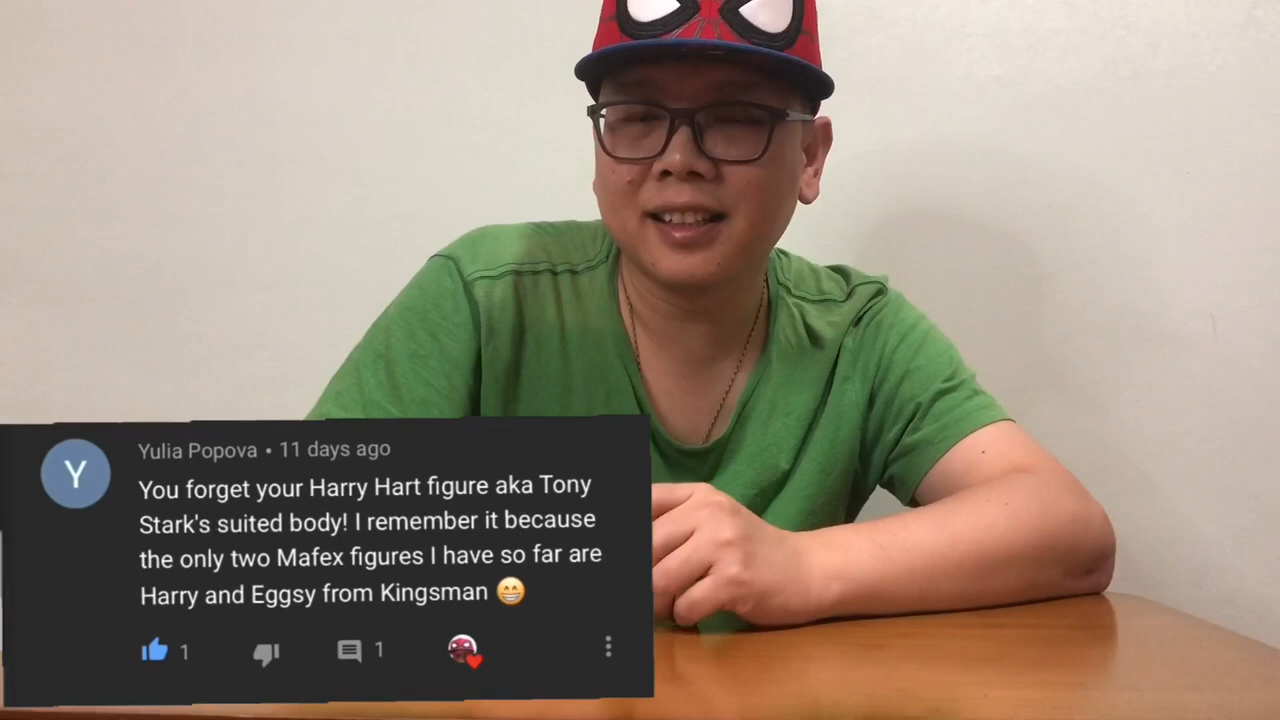 Y
Yulia Popova • 11 days ago
You forget your Harry Hart figure aka Tony
Stark's suited body! I remember it because
the only two Mafex figures I have so far are
Harry and Eggsy from Kingsman 😁
1
1